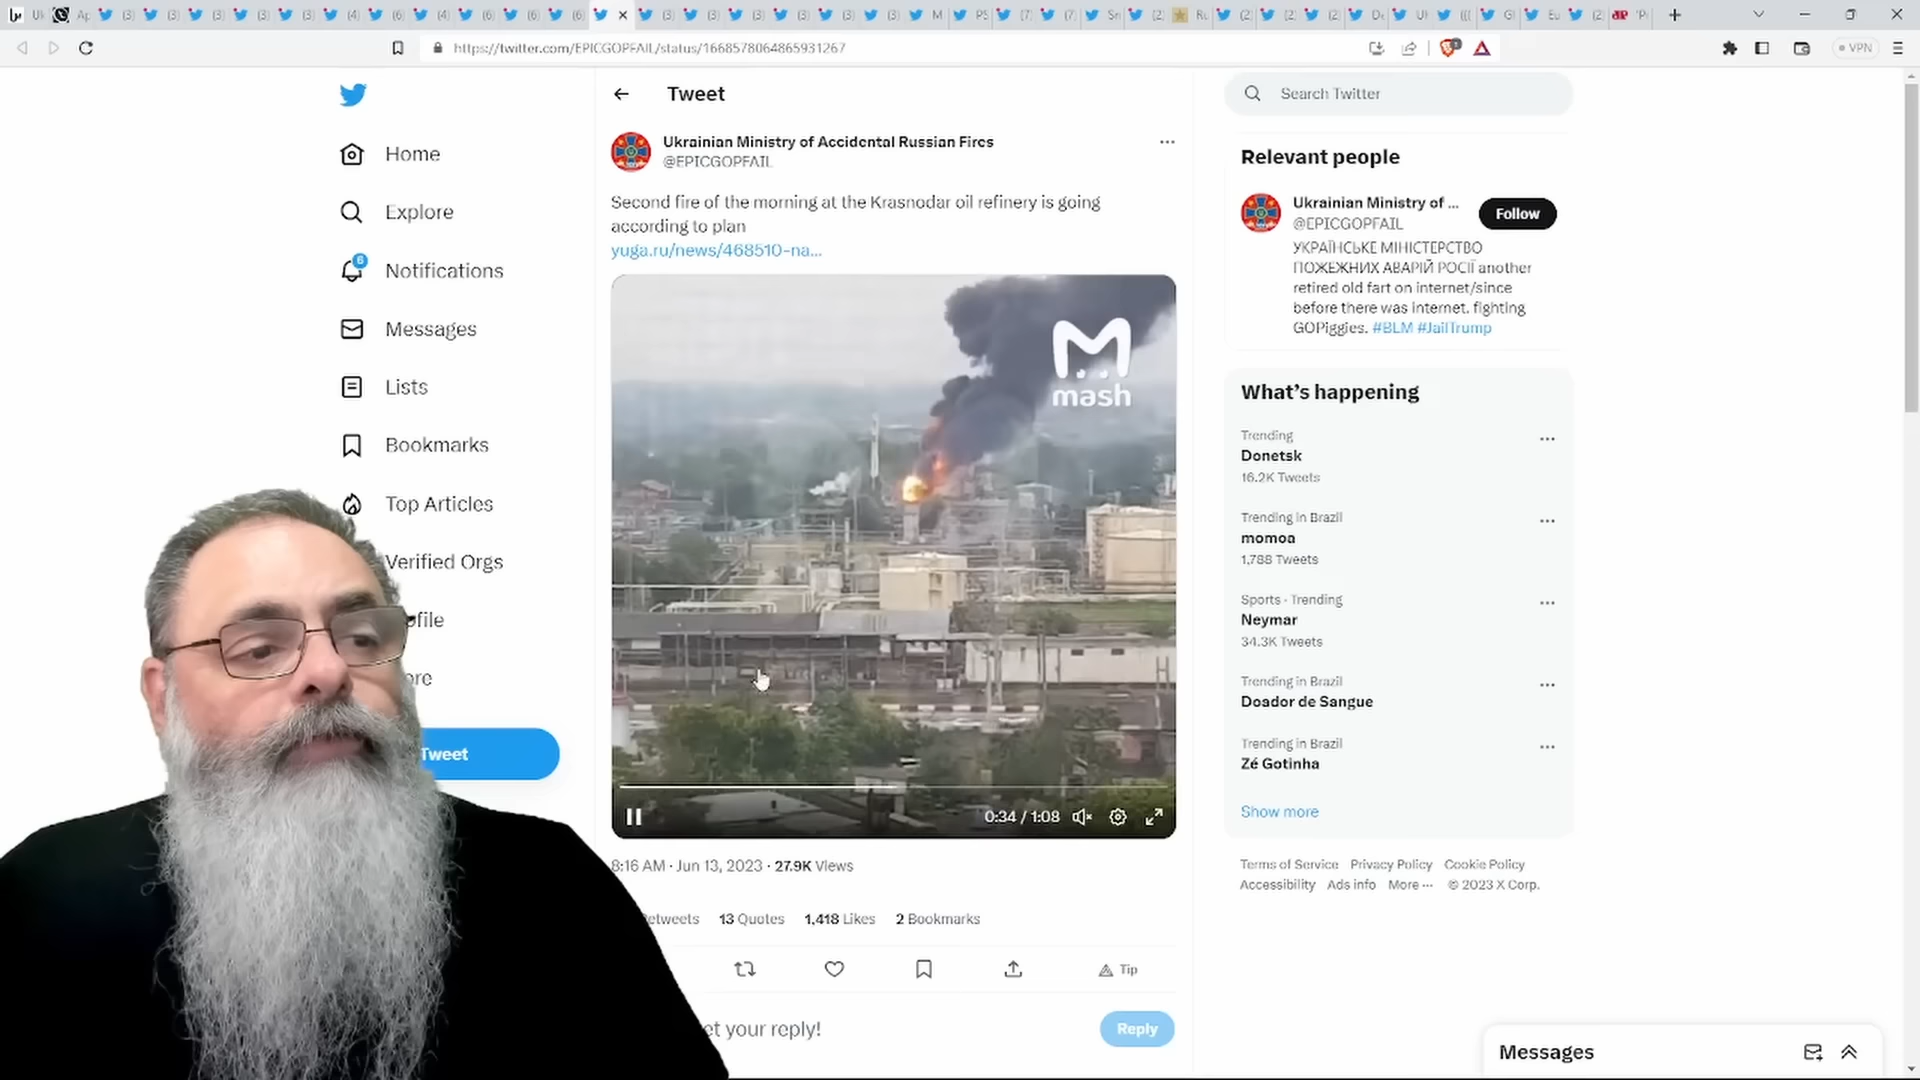 https://twitter.com/EPICGOPFAIL/status/1668578064865931267
VPN
Home
Explore
6
Notifications
Messages
Lists
Bookmarks
Top Articles
Verified Orgs
Tweet
Tweet
Ukrainian Ministry of Accidental Russian Fires
@EPICGOPFAIL
Second fire of the morning at the Krasnodar oil refinery is going
according to plan
yuga.ru/news/468510-na...
mash
0:34 / 1:08
8:16 AM · Jun 13, 2023 · 27.9K Views
etweets 13 Quotes 1,418 Likes 2 Bookmarks
Tip
et your reply!
Reply
Search Twitter
Relevant people
Ukrainian Ministry of ...
@EPICGOPFAIL
Follow
УКРАЇНСЬКЕ МІНІСТЕРСТВО
ПОЖЕЖНИХ АВАРІЙ РОСІЇ another
retired old fart on internet/since
before there was internet. fighting
GOPiggies. #BLM #JailTrump
What's happening
Trending
Donetsk
16.2K Tweets
Trending in Brazil
momoa
1,788 Tweets
Sports · Trending
Neymar
34.3K Tweets
Trending in Brazil
Doador de Sangue
Trending in Brazil
Zé Gotinha
Show more
Terms of Service Privacy Policy Cookie Policy
Accessibility Ads info More ··· © 2023 X Corp.
Messages